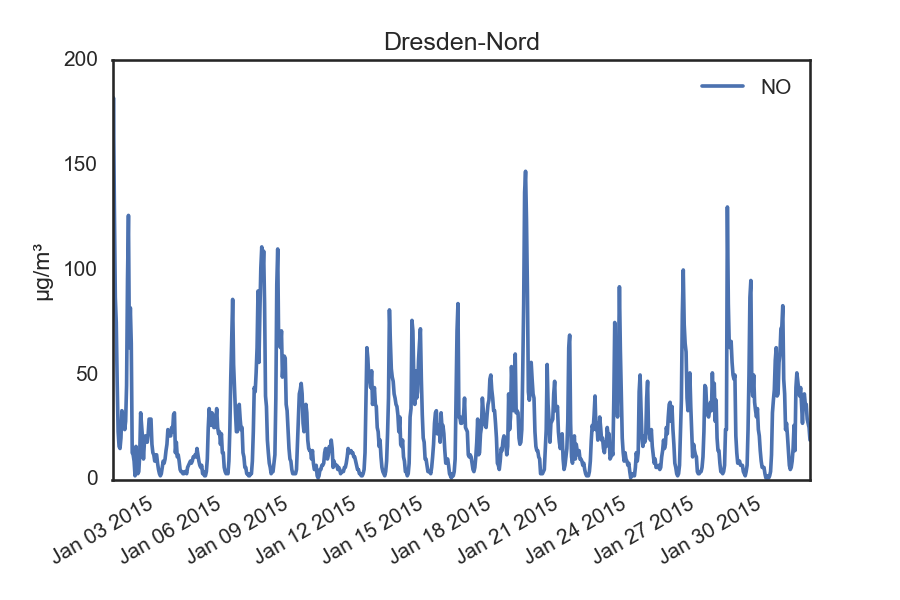 Dresden-Nord
200
NO
150
µg/m³
100
50
0
Jan 03 2015
Jan 06 2015
Jan 09 2015
Jan 12 2015
Jan 15 2015
Jan 18 2015
Jan 21 2015
Jan 24 2015
Jan 27 2015
Jan 30 2015